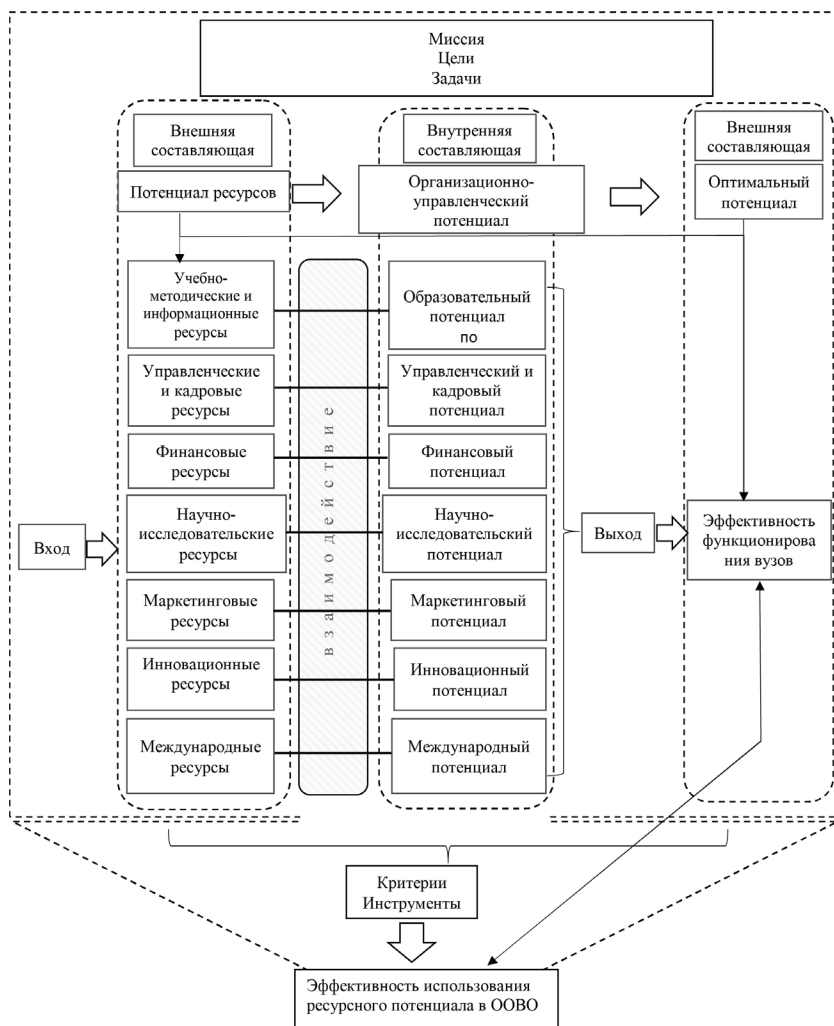 Миссия
Цели
Задачи
Внешняя
составляющая
Внутренняя
составляющая
Внешняя
составляющая
Потенциал ресурсов
Организационно-
управленческий
потенциал
Оптимальный
потенциал
Учебно-
методические и
информационные
ресурсы
Образовательный
потенциал
по
Управленческие
и кадровые
ресурсы
Управленческий и
кадровый
потенциал
Финансовые
ресурсы
Финансовый
потенциал
взаимодействие
Вход
Научно-
исследовательские
ресурсы
Научно-
исследовательский
потенциал
Выход
Эффективность
функционирова
ния вузов
Маркетинговые
ресурсы
Маркетинговый
потенциал
Инновационные
ресурсы
Инновационный
потенциал
Международные
ресурсы
Международный
потенциал
Критерии
Инструменты
Эффективность использования
ресурсного потенциала в ООВО